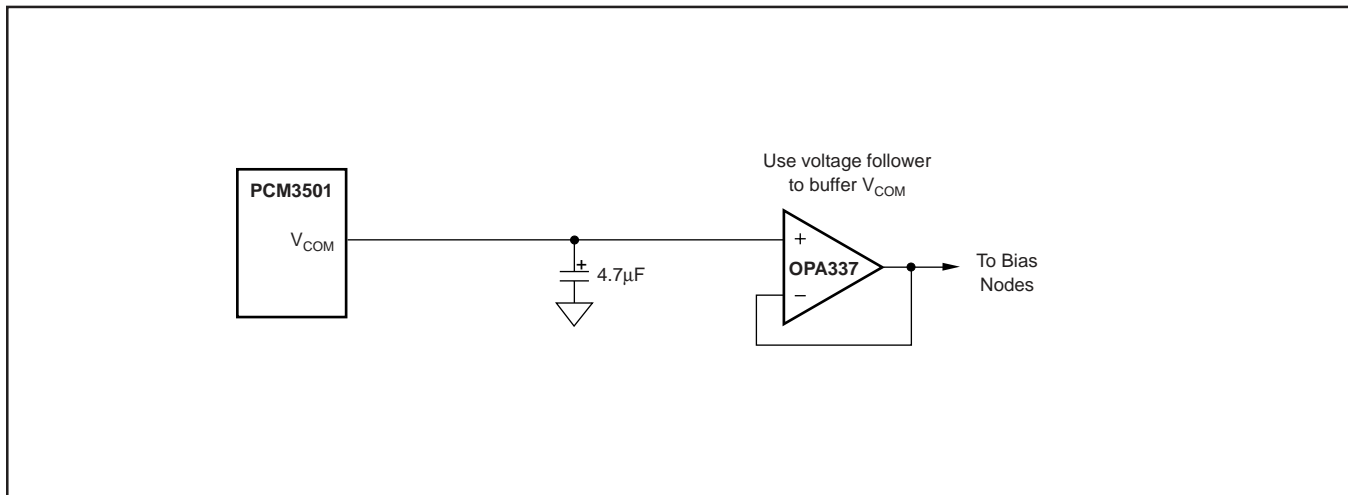 Use voltage follower
to buffer VCOM
PCM3501
VCOM
+
4.7μF
+
OPA337
−
To Bias
Nodes